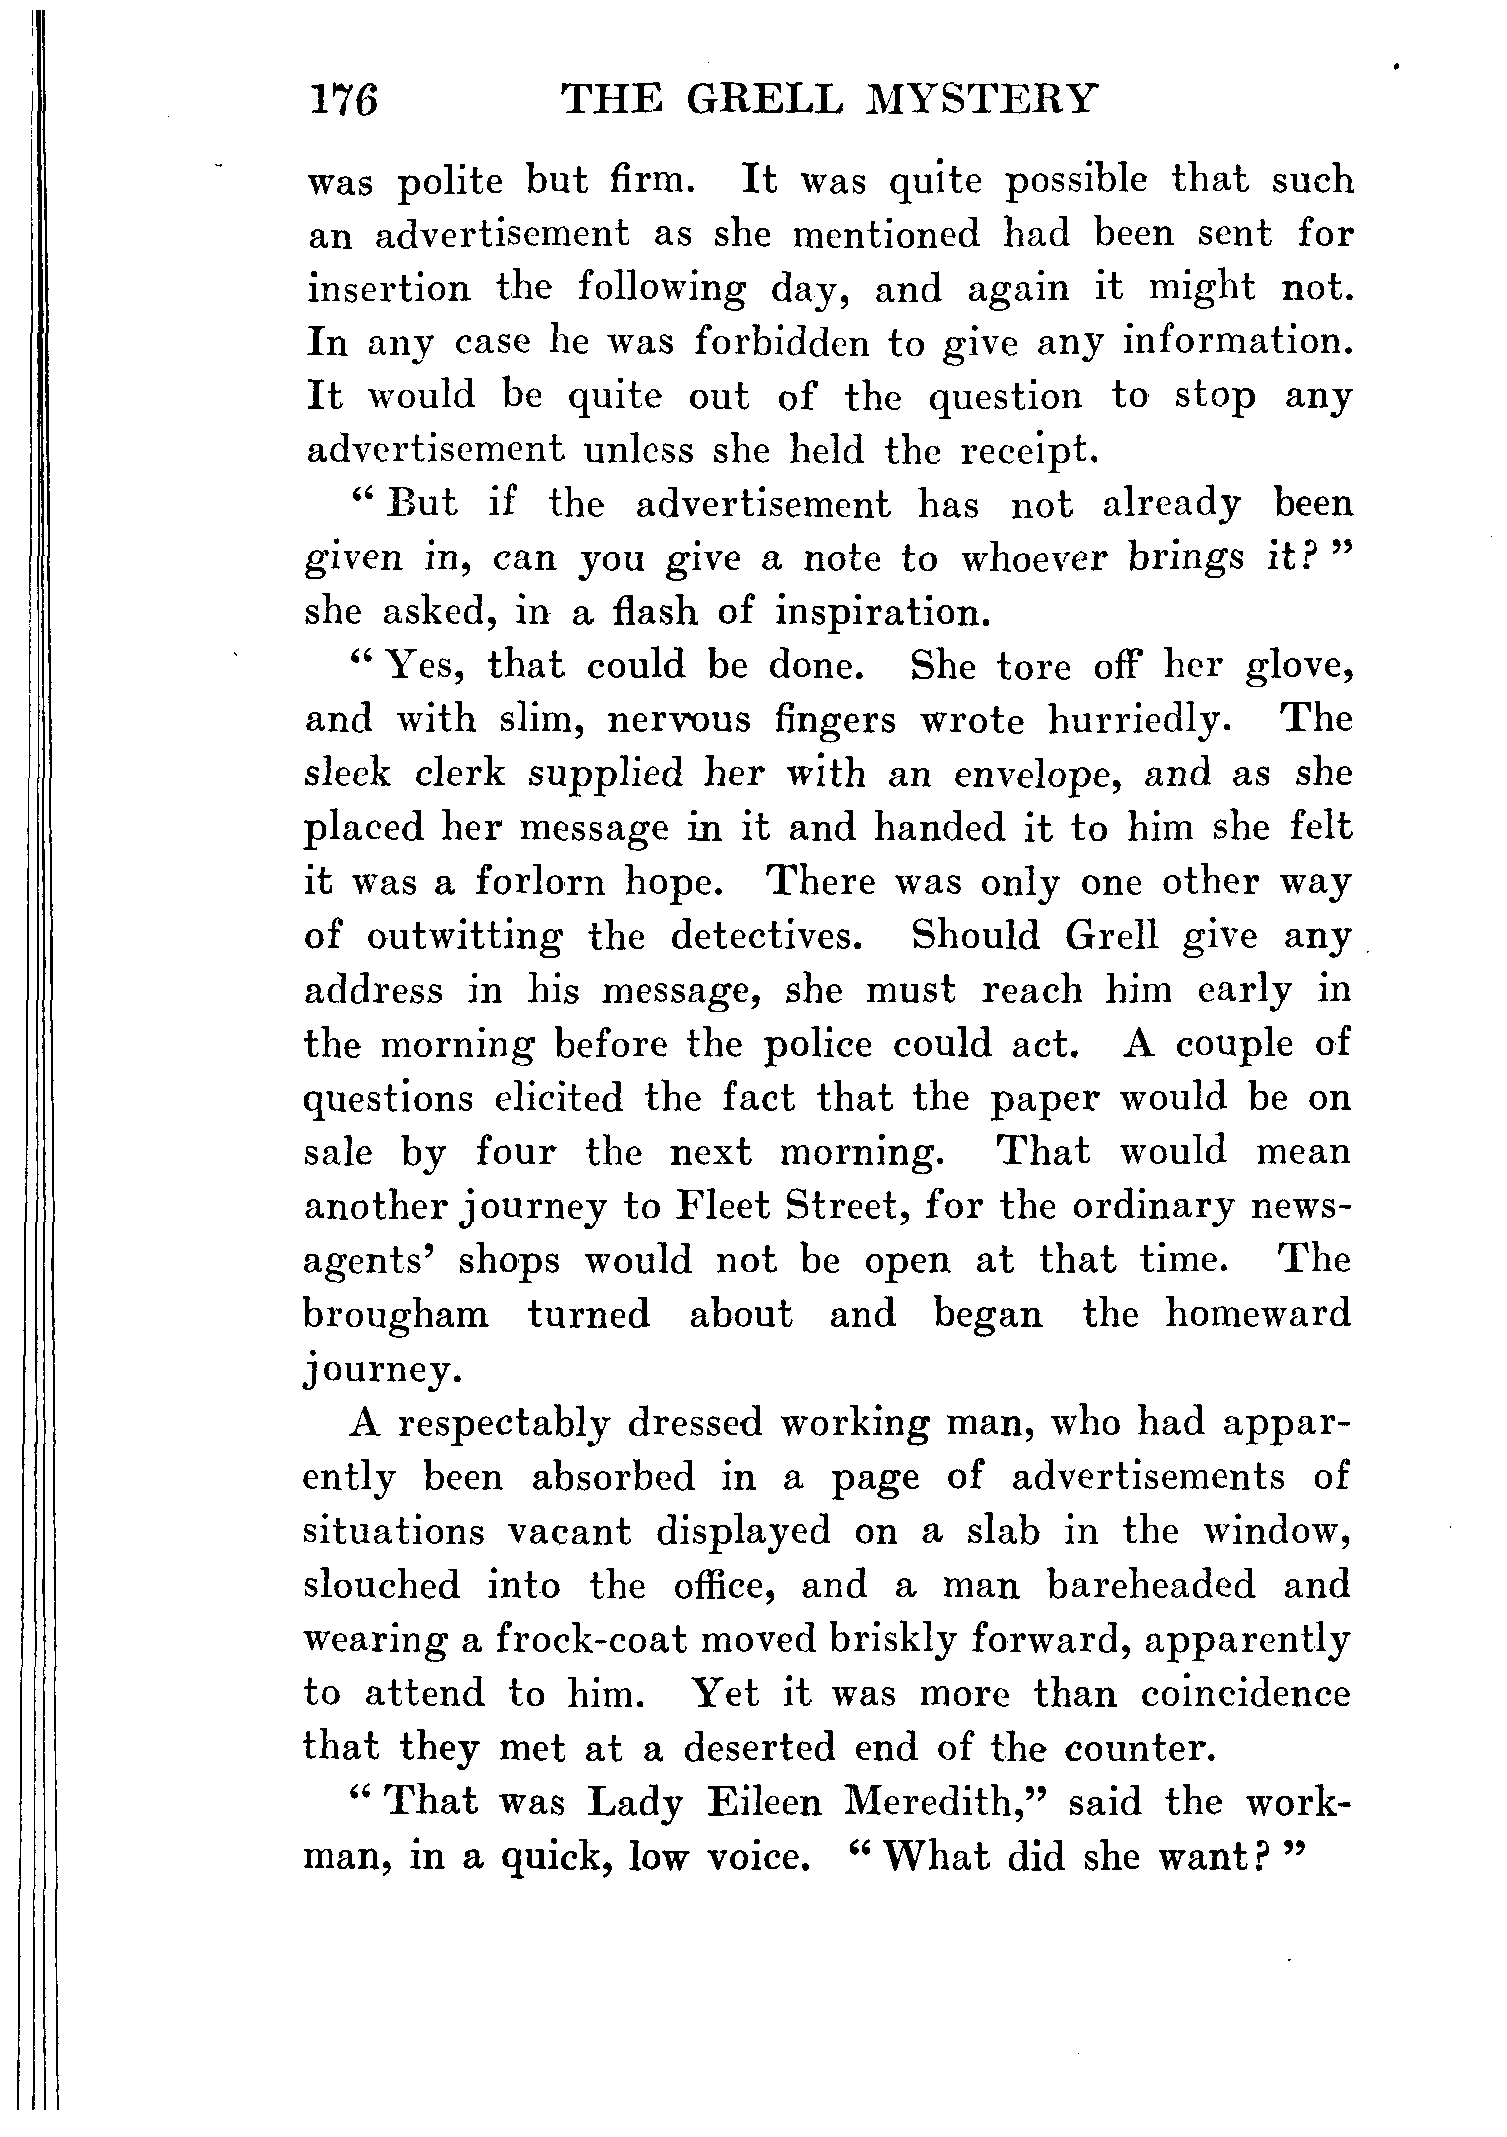 176 THE GRELL MYSTERY
was polite but firm. It was quite possible that such
an advertisement as she mentioned had been sent for
insertion the following day, and again it might not.
In any case he was forbidden to give any information.
It would be quite out of the question to stop any
advertisement unless she held the receipt.
“ But if the advertisement has not already been
given in, can you give a note to whoever brings it? ”
she asked, in a flash of inspiration.
“ Yes, that could be done. She tore off her glove,
and with slim, nervous fingers wrote hurriedly. The
sleek clerk supplied her with an envelope, and as she
placed her message in it and handed it to him she felt
it was a forlorn hope. There was only one other way
of outwitting the detectives. Should Grell give any
address in his message, she must reach him early in
the morning before the police could act. A couple of
questions elicited the fact that the paper would be on
sale by four the next morning. That would mean
another journey to Fleet Street, for the ordinary news-
agents’ shops would not be open at that time. The
brougham turned about and began the homeward
journey.
A respectably dressed working man, who had appar-
ently been absorbed in a page of advertisements of
situations vacant displayed on a slab in the window,
slouched into the office, and a man bareheaded and
wearing a frock-coat moved briskly forward, apparently
to attend to him. Yet it was more than coincidence
that they met at a deserted end of the counter.
“ That was Lady Eileen Meredith,” said the work-
man, in a quick, low voice. “ What did she want? ”